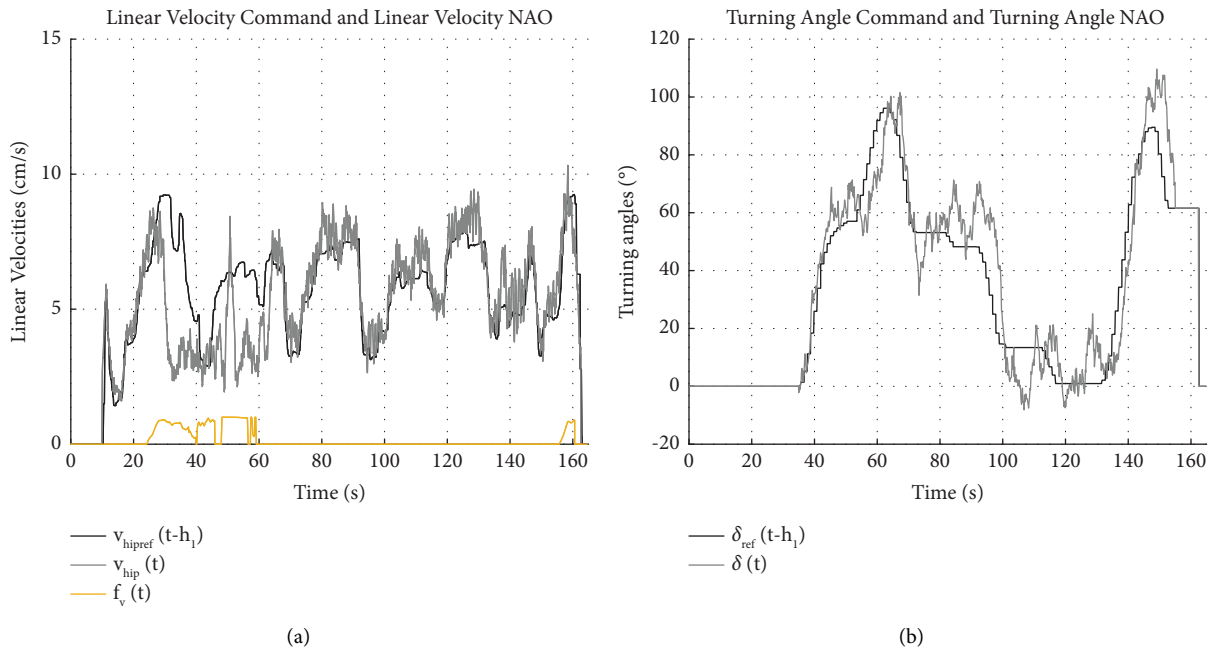 Linear Velocity Command and Linear Velocity NAO
15
10
5
0
Linear Velocities (cm/s)
0 20 40 60 80 100 120 140 160
Time (s)
v_hipref (t-h_1)
v_hip (t)
f_v (t)
(a)
Turning Angle Command and Turning Angle NAO
120
100
80
60
40
20
0
-20
Turning angles (°)
0 20 40 60 80 100 120 140 160
Time (s)
δ_ref (t-h_1)
δ (t)
(b)